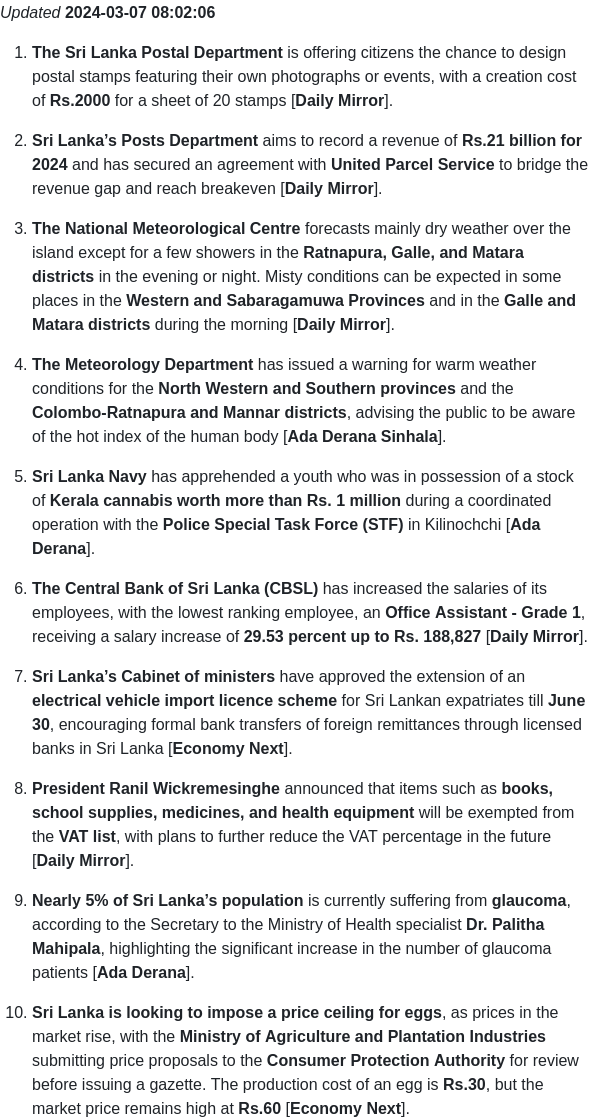 Updated 2024-03-07 08:02:06
1. The Sri Lanka Postal Department is offering citizens the chance to design
postal stamps featuring their own photographs or events, with a creation cost
of Rs.2000 for a sheet of 20 stamps [Daily Mirror].
2. Sri Lanka’s Posts Department aims to record a revenue of Rs.21 billion for
2024 and has secured an agreement with United Parcel Service to bridge the
revenue gap and reach breakeven [Daily Mirror].
3. The National Meteorological Centre forecasts mainly dry weather over the
island except for a few showers in the Ratnapura, Galle, and Matara
districts in the evening or night. Misty conditions can be expected in some
places in the Western and Sabaragamuwa Provinces and in the Galle and
Matara districts during the morning [Daily Mirror].
4. The Meteorology Department has issued a warning for warm weather
conditions for the North Western and Southern provinces and the
Colombo-Ratnapura and Mannar districts, advising the public to be aware
of the hot index of the human body [Ada Derana Sinhala].
5. Sri Lanka Navy has apprehended a youth who was in possession of a stock
of Kerala cannabis worth more than Rs. 1 million during a coordinated
operation with the Police Special Task Force (STF) in Kilinochchi [Ada
Derana].
6. The Central Bank of Sri Lanka (CBSL) has increased the salaries of its
employees, with the lowest ranking employee, an Office Assistant - Grade 1,
receiving a salary increase of 29.53 percent up to Rs. 188,827 [Daily Mirror].
7. Sri Lanka’s Cabinet of ministers have approved the extension of an
electrical vehicle import licence scheme for Sri Lankan expatriates till June
30, encouraging formal bank transfers of foreign remittances through licensed
banks in Sri Lanka [Economy Next].
8. President Ranil Wickremesinghe announced that items such as books,
school supplies, medicines, and health equipment will be exempted from
the VAT list, with plans to further reduce the VAT percentage in the future
[Daily Mirror].
9. Nearly 5% of Sri Lanka’s population is currently suffering from glaucoma,
according to the Secretary to the Ministry of Health specialist Dr. Palitha
Mahipala, highlighting the significant increase in the number of glaucoma
patients [Ada Derana].
10. Sri Lanka is looking to impose a price ceiling for eggs, as prices in the
market rise, with the Ministry of Agriculture and Plantation Industries
submitting price proposals to the Consumer Protection Authority for review
before issuing a gazette. The production cost of an egg is Rs.30, but the
market price remains high at Rs.60 [Economy Next].